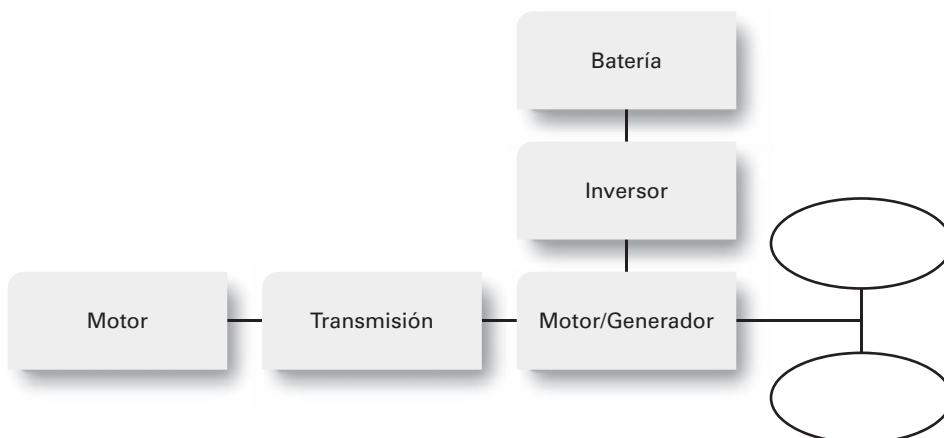 Batería
Inversor
Motor
Transmisión
Motor/Generador